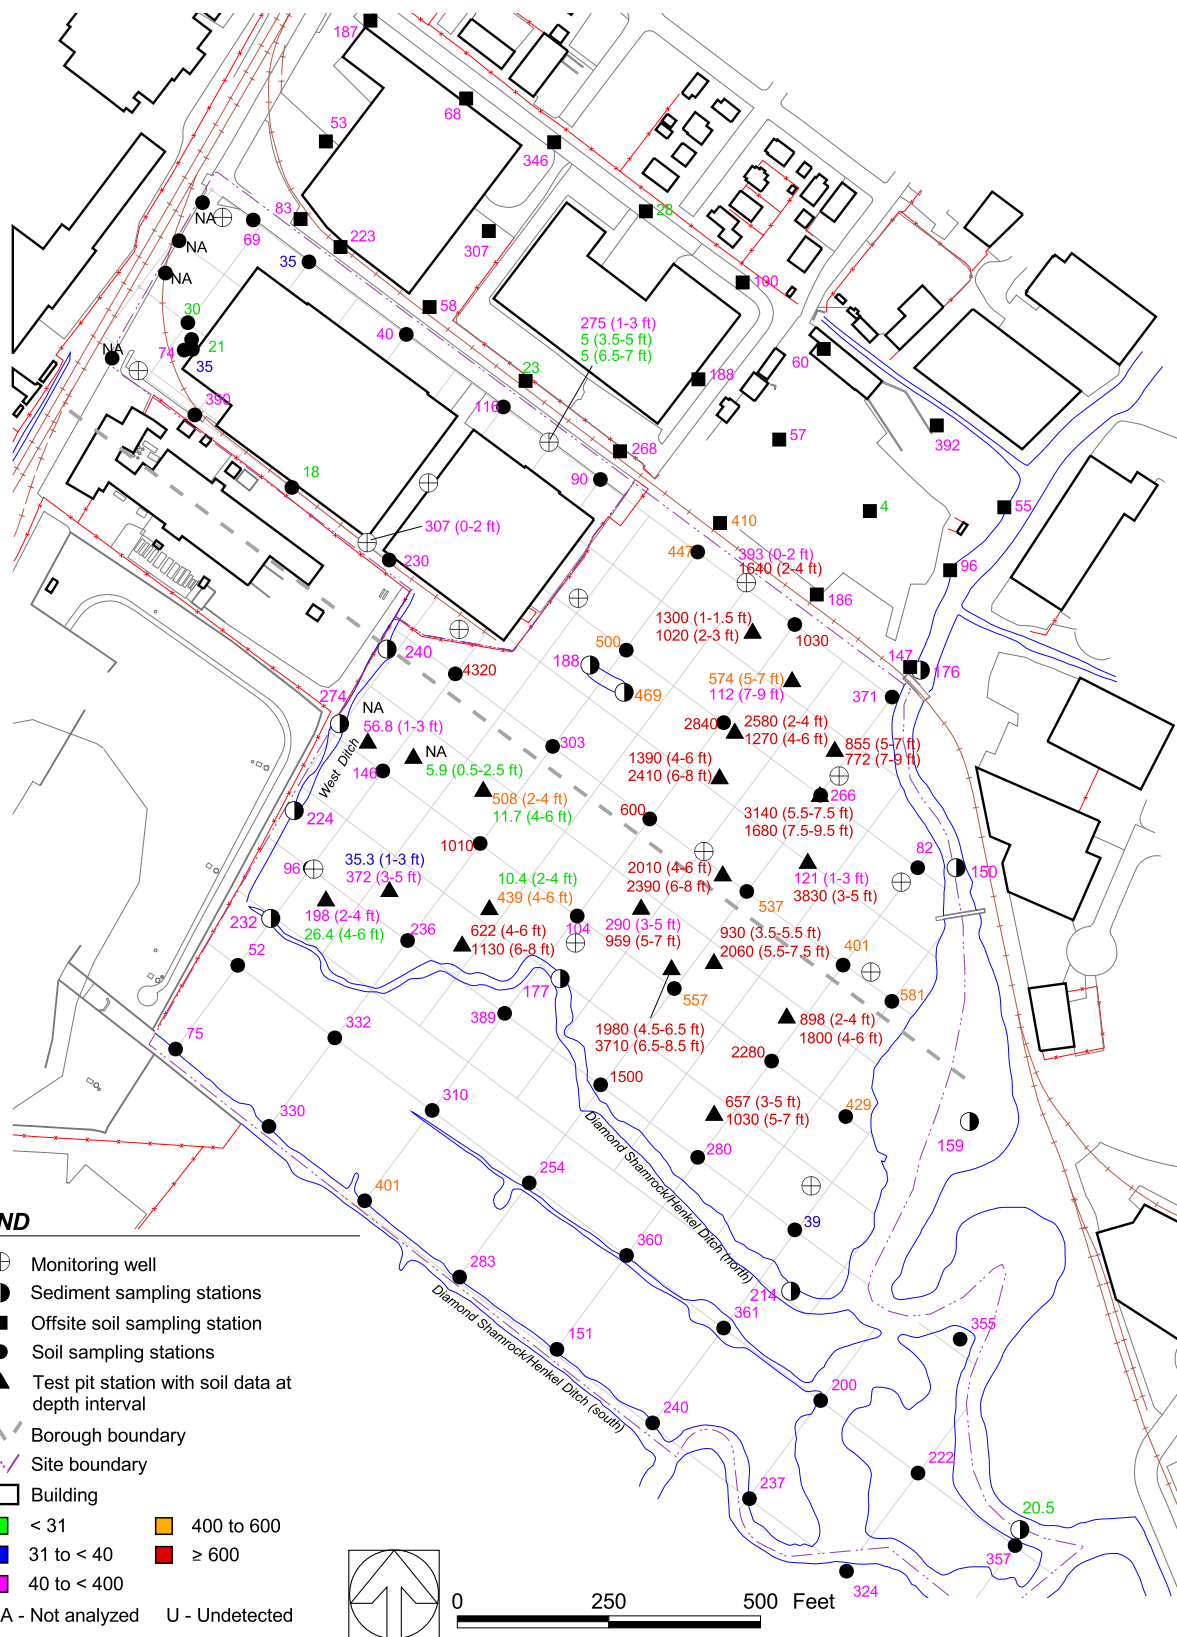 187
68
53
346
83
NA
69
223
28
307
NA
35
NA
100
30
58
275 (1-3 ft)
5 (3.5-5 ft)
5 (6.5-7 ft)
40
21
74
NA
35
60
23
188
390
116
57
392
268
18
90
4
55
410
307 (0-2 ft)
447
393 (0-2 ft)
1640 (2-4 ft)
230
96
186
1300 (1-1.5 ft)
1020 (2-3 ft)
1030
500
240
188
147
176
4320
574 (5-7 ft)
112 (7-9 ft)
274
469
371
NA
56.8 (1-3 ft)
2840
2580 (2-4 ft)
1270 (4-6 ft)
303
855 (5-7 ft)
772 (7-9 ft)
NA
5.9 (0.5-2.5 ft)
1390 (4-6 ft)
2410 (6-8 ft)
146
West Ditch
508 (2-4 ft)
11.7 (4-6 ft)
266
224
600
3140 (5.5-7.5 ft)
1680 (7.5-9.5 ft)
1010
35.3 (1-3 ft)
372 (3-5 ft)
96
82
150
2010 (4-6 ft)
2390 (6-8 ft)
121 (1-3 ft)
3830 (3-5 ft)
10.4 (2-4 ft)
439 (4-6 ft)
537
198 (2-4 ft)
26.4 (4-6 ft)
232
236
622 (4-6 ft)
1130 (6-8 ft)
104
290 (3-5 ft)
959 (5-7 ft)
930 (3.5-5.5 ft)
2060 (5.5-7.5 ft)
401
52
177
557
581
389
332
75
1980 (4.5-6.5 ft)
3710 (6.5-8.5 ft)
898 (2-4 ft)
1800 (4-6 ft)
2280
1500
657 (3-5 ft)
1030 (5-7 ft)
429
310
330
Diamond Shamrock/Henkel Ditch (north)
280
159
254
401
39
360
283
214
361
Diamond Shamrock/Henkel Ditch (south)
151
355
200
240
222
237
20.5
357
324
ND
Monitoring well
Sediment sampling stations
Offsite soil sampling station
Soil sampling stations
Test pit station with soil data at
depth interval
Borough boundary
Site boundary
Building
< 31
400 to 600
31 to < 40
≥ 600
40 to < 400
A - Not analyzed
U - Undetected
0
250
500 Feet